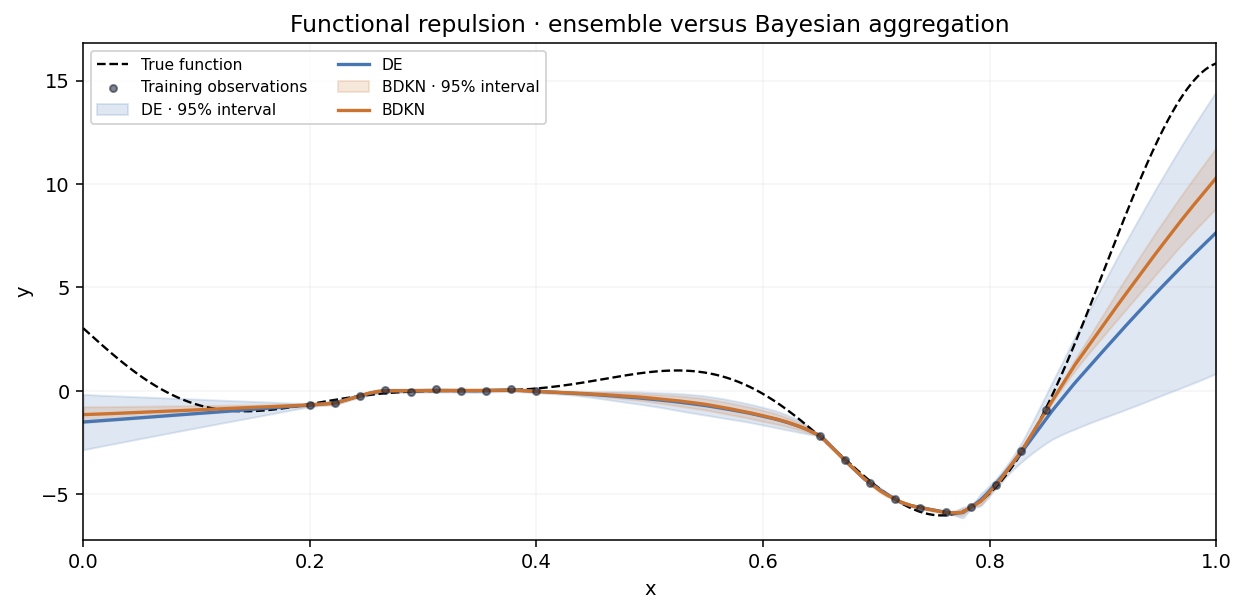 Functional repulsion · ensemble versus Bayesian aggregation
True function
Training observations
DE · 95% interval
DE
BDKN · 95% interval
BDKN
y
15
10
5
0
−5
0.0 0.2 0.4 0.6 0.8 1.0
x